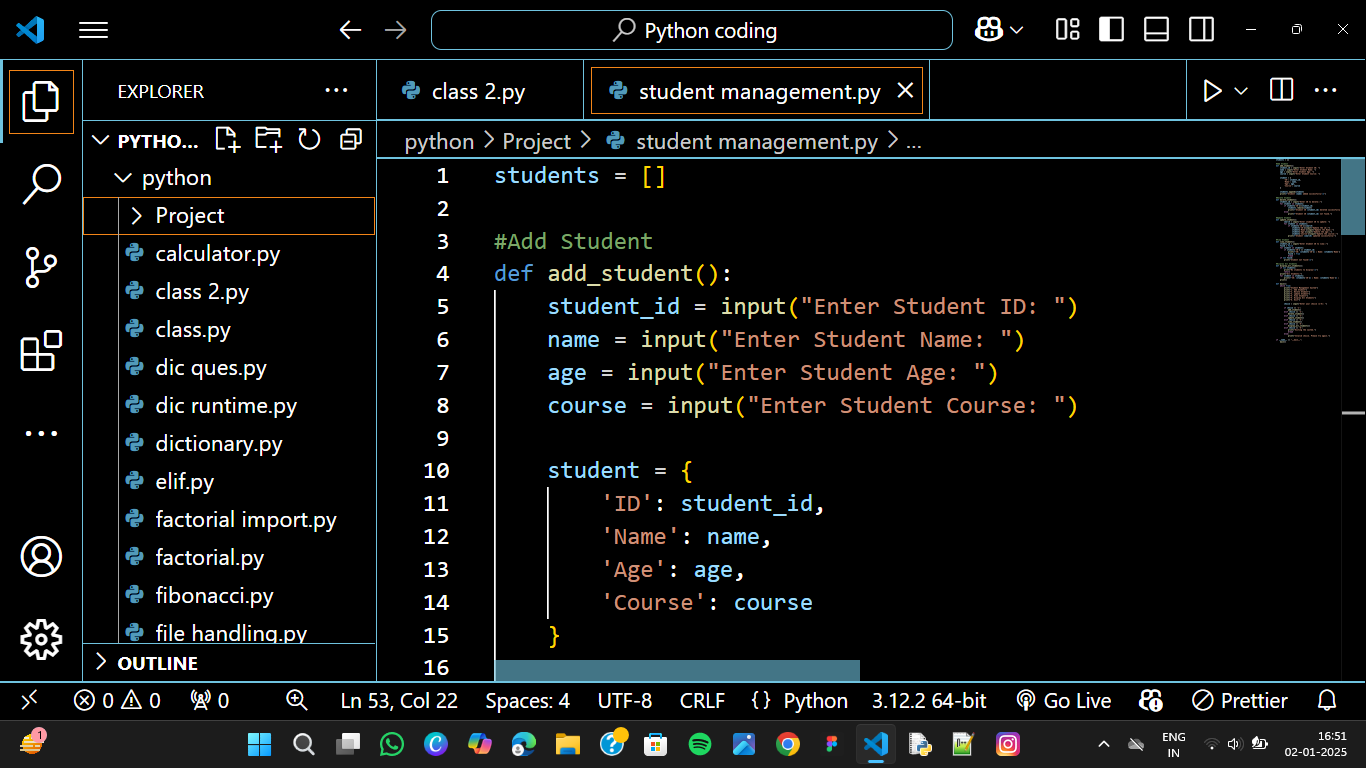 Python coding
EXPLORER
class 2.py
student management.py
PYTHO...
python > Project > student management.py > ...
python
Project
calculator.py
class 2.py
class.py
dic ques.py
dic runtime.py
dictionary.py
elif.py
factorial import.py
factorial.py
fibonacci.py
file handling.py
OUTLINE
1 students = []
2
3 #Add Student
4 def add_student():
5 student_id = input("Enter Student ID: ")
6 name = input("Enter Student Name: ")
7 age = input("Enter Student Age: ")
8 course = input("Enter Student Course: ")
9
10 student = {
11 'ID': student_id,
12 'Name': name,
13 'Age': age,
14 'Course': course
15 }
16
0 0 0 Ln 53, Col 22 Spaces: 4 UTF-8 CRLF {} Python 3.12.2 64-bit Go Live Prettier
1
ENG
IN
16:51
02-01-2025